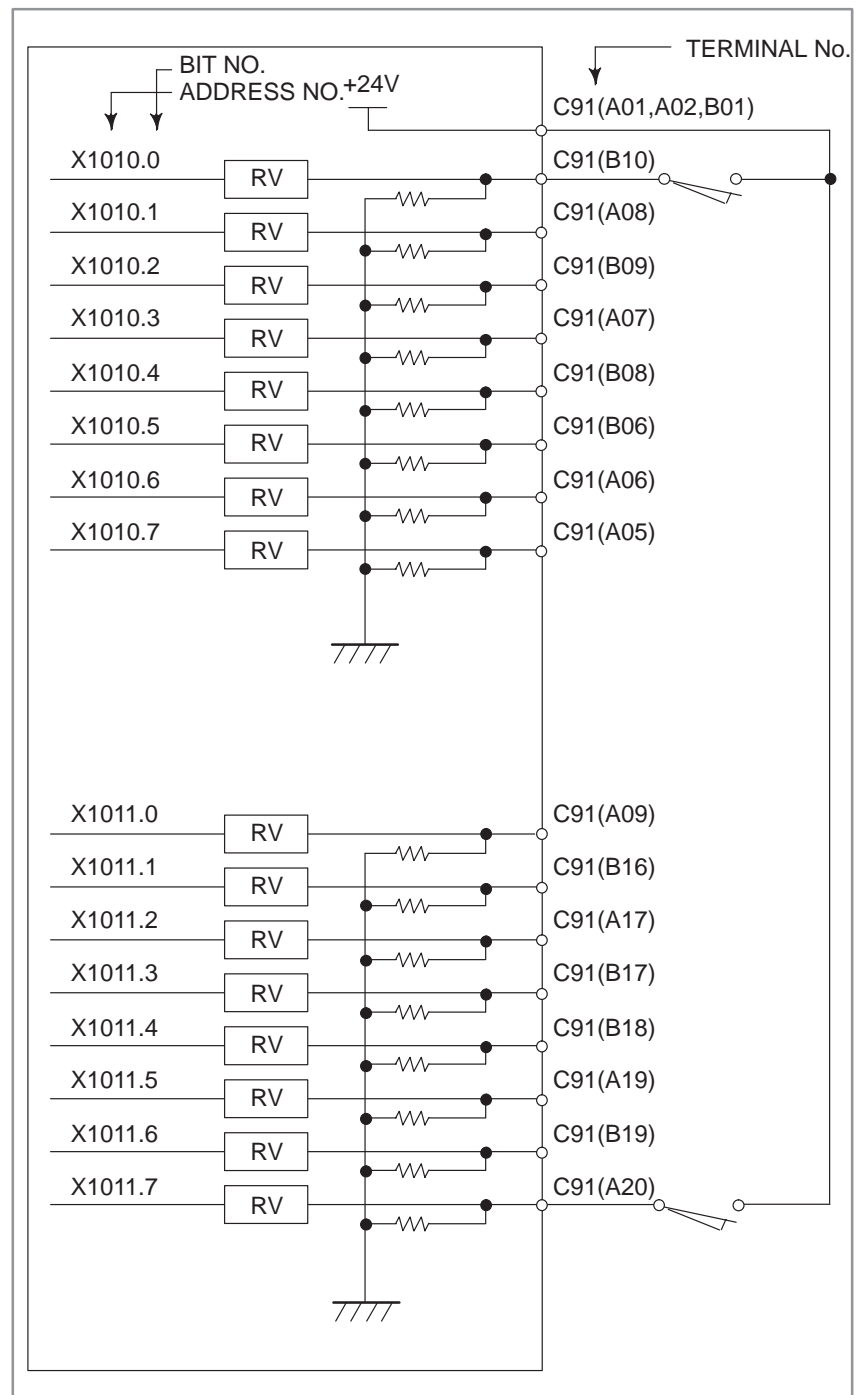 TERMINAL No.
BIT NO.
ADDRESS NO.
+24V
C91(A01,A02,B01)
X1010.0 RV C91(B10)
X1010.1 RV C91(A08)
X1010.2 RV C91(B09)
X1010.3 RV C91(A07)
X1010.4 RV C91(B08)
X1010.5 RV C91(B06)
X1010.6 RV C91(A06)
X1010.7 RV C91(A05)
X1011.0 RV C91(A09)
X1011.1 RV C91(B16)
X1011.2 RV C91(A17)
X1011.3 RV C91(B17)
X1011.4 RV C91(B18)
X1011.5 RV C91(A19)
X1011.6 RV C91(B19)
X1011.7 RV C91(A20)